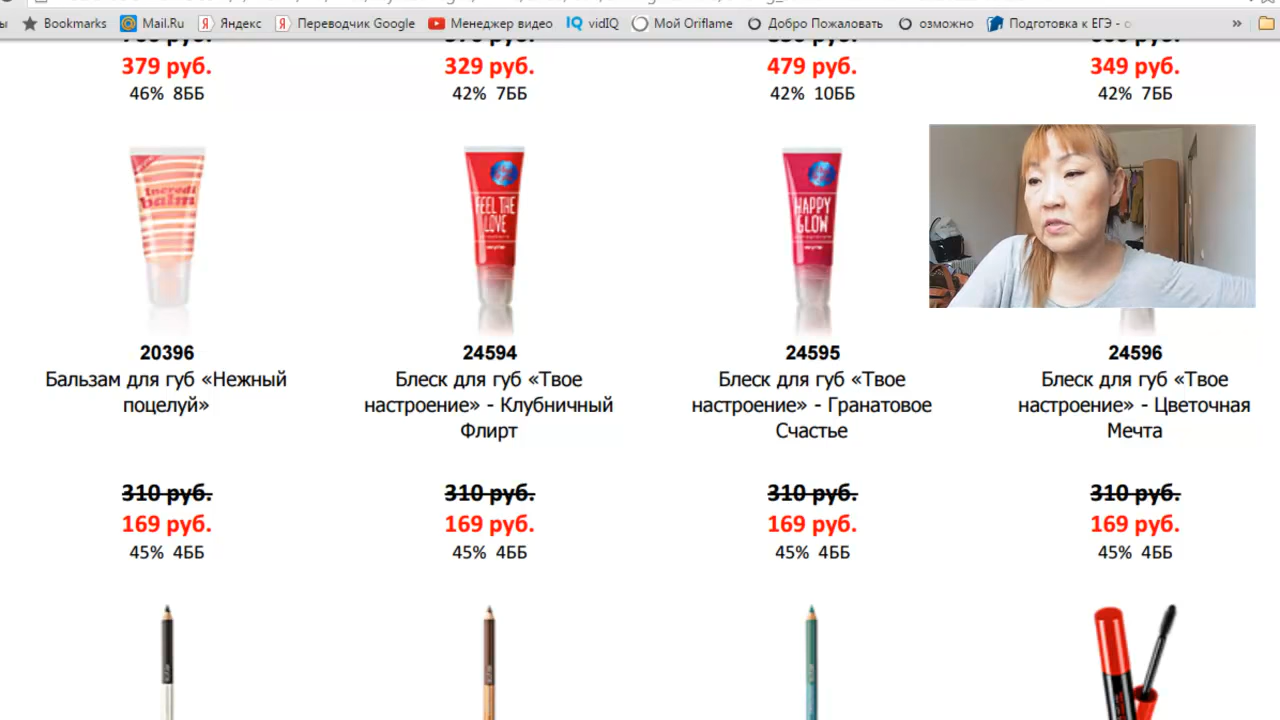 Bookmarks Mail.Ru Яндекс Переводчик Google Менеджер видео vidIQ Мой Oriflame Добро Пожаловать озможно Подготовка к ЕГЭ - »
379 руб. 329 руб. 479 руб. 349 руб.
46% 8ББ 42% 7ББ 42% 10ББ 42% 7ББ
Incredi
balm
FEEL THE
LOVE
HAPPY
GLOW
20396 24594 24595 24596
Бальзам для губ «Нежный Блеск для губ «Твое Блеск для губ «Твое Блеск для губ «Твое
поцелуй» настроение» - Клубничный настроение» - Гранатовое настроение» - Цветочная
Флирт Счастье Мечта
310 руб. 310 руб. 310 руб. 310 руб.
169 руб. 169 руб. 169 руб. 169 руб.
45% 4ББ 45% 4ББ 45% 4ББ 45% 4ББ